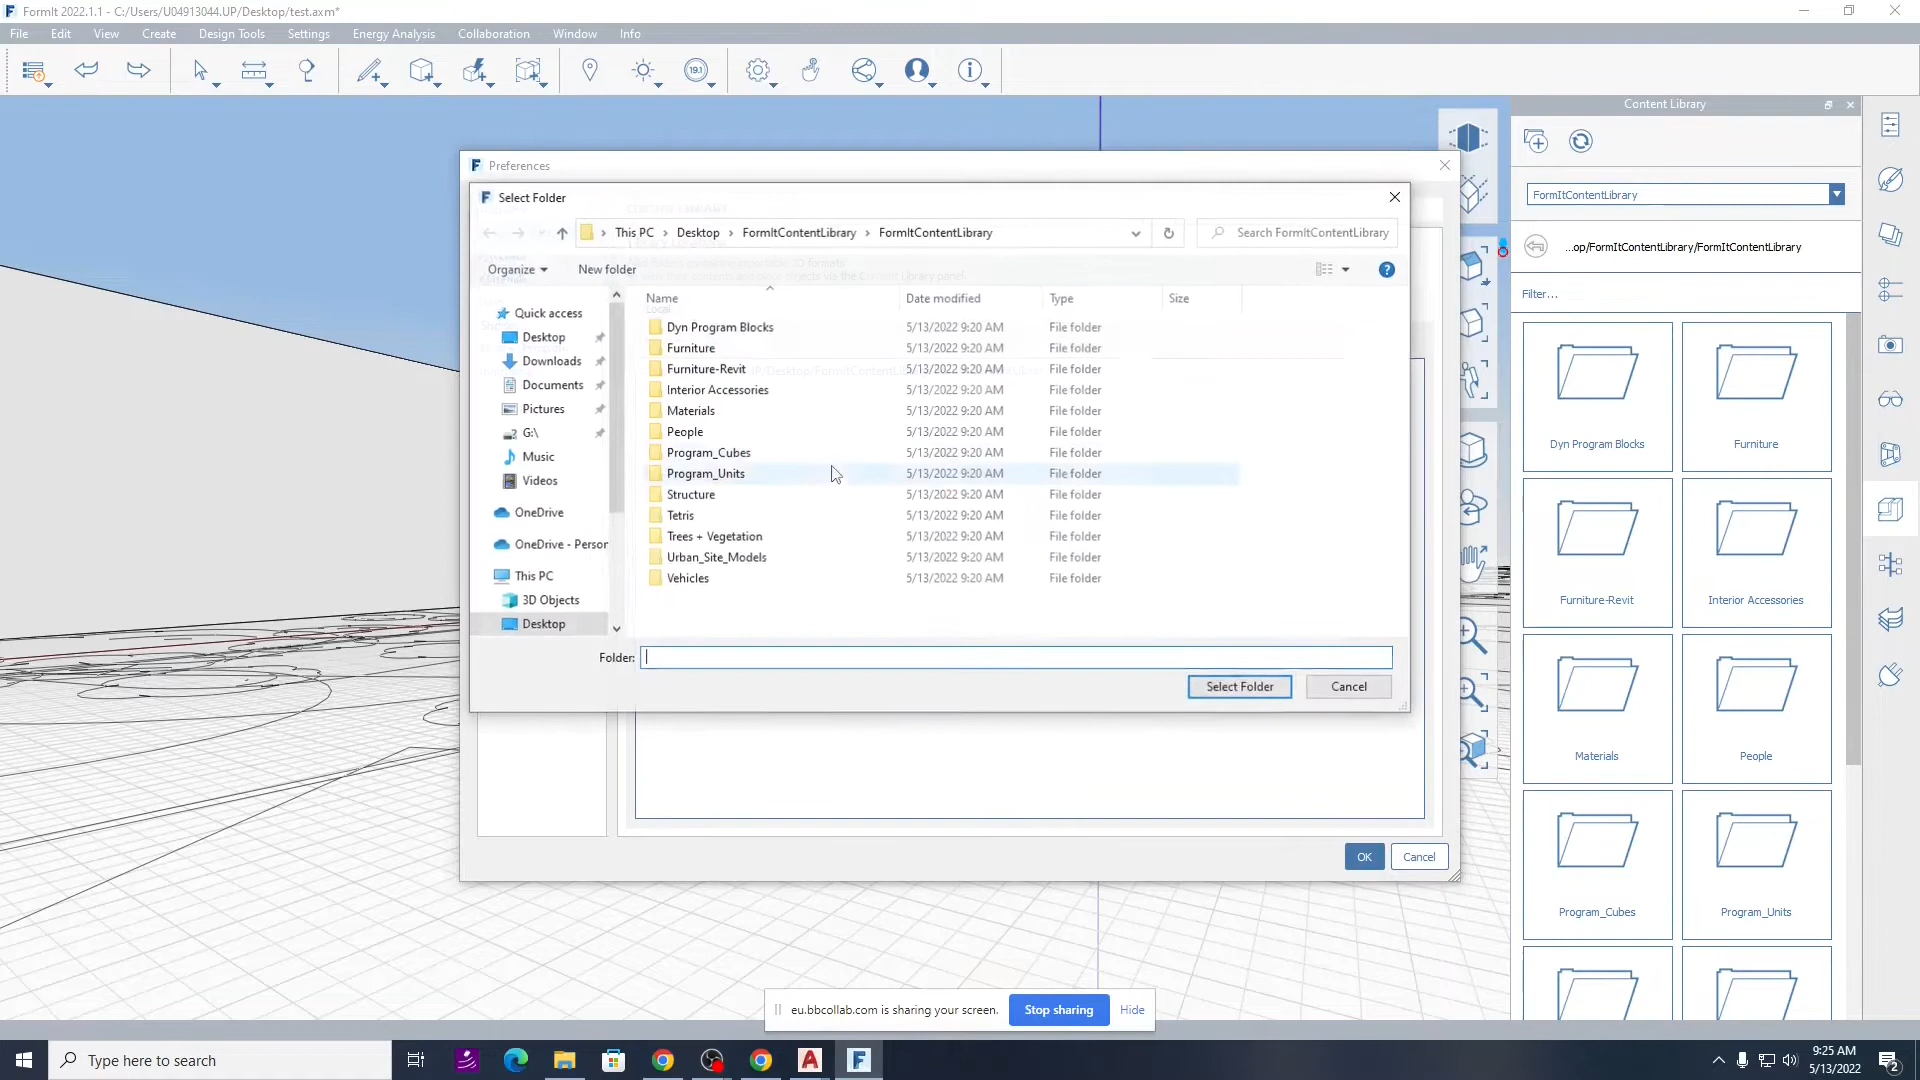 FormIt 2022.1.1 - C:/Users/U04913044.UP/Desktop/test.axm*
File Edit View Create Design Tools Settings Energy Analysis Collaboration Window Info
19.1
Content Library
FormItContentLibrary
...op/FormItContentLibrary/FormItContentLibrary
Filter...
Dyn Program Blocks Furniture
Furniture-Revit Interior Accessories
Materials People
Program_Cubes Program_Units
Preferences
Select Folder
This PC > Desktop > FormItContentLibrary > FormItContentLibrary
Search FormItContentLibrary
Organize New folder
Quick access
Desktop
Downloads
Documents
Pictures
G:\
Music
Videos
OneDrive
OneDrive - Person
This PC
3D Objects
Desktop
Name Date modified Type Size
Dyn Program Blocks 5/13/2022 9:20 AM File folder
Furniture 5/13/2022 9:20 AM File folder
Furniture-Revit 5/13/2022 9:20 AM File folder
Interior Accessories 5/13/2022 9:20 AM File folder
Materials 5/13/2022 9:20 AM File folder
People 5/13/2022 9:20 AM File folder
Program_Cubes 5/13/2022 9:20 AM File folder
Program_Units 5/13/2022 9:20 AM File folder
Structure 5/13/2022 9:20 AM File folder
Tetris 5/13/2022 9:20 AM File folder
Trees + Vegetation 5/13/2022 9:20 AM File folder
Urban_Site_Models 5/13/2022 9:20 AM File folder
Vehicles 5/13/2022 9:20 AM File folder
Folder:
Select Folder Cancel
OK Cancel
eu.bbcollab.com is sharing your screen. Stop sharing Hide
Type here to search
9:25 AM
5/13/2022
2